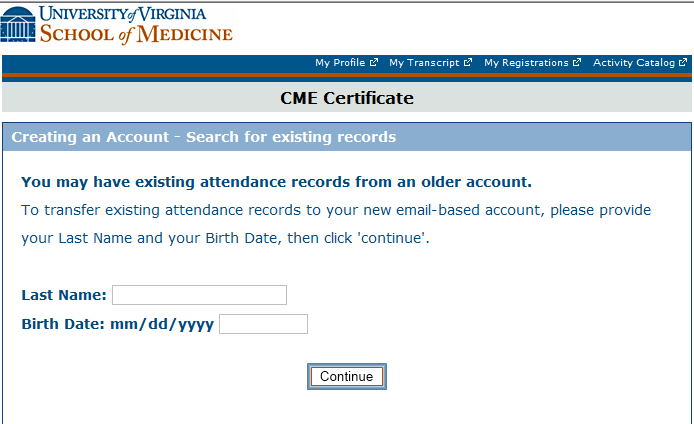 UNIVERSITY of VIRGINIA
SCHOOL of MEDICINE
My Profile My Transcript My Registrations Activity Catalog
CME Certificate
Creating an Account - Search for existing records
You may have existing attendance records from an older account.
To transfer existing attendance records to your new email-based account, please provide
your Last Name and your Birth Date, then click 'continue'.
Last Name:
Birth Date: mm/dd/yyyy
Continue